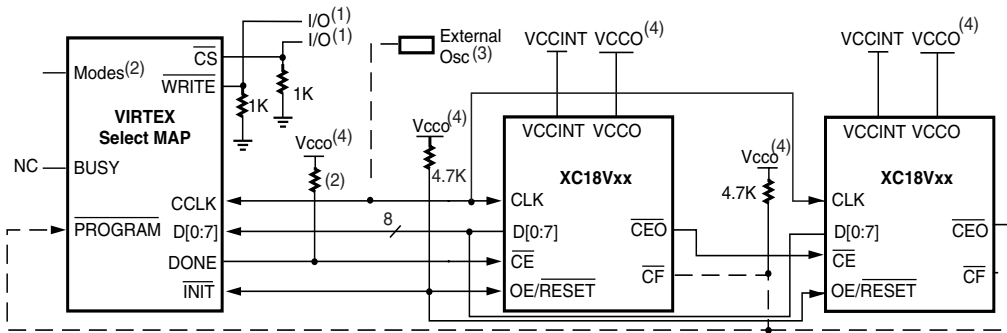 I/O(1)
I/O(1)
External
Osc(3)
VCCINT VCCO(4)
VCCINT VCCO(4)
CS
Modes(2)
WRITE
1K
1K
VIRTEX
Select MAP
Vcco(4)
Vcco(4)
VCCINT VCCO
VCCINT VCCO
NC
BUSY
(2)
4.7K
XC18Vxx
Vcco(4)
4.7K
XC18Vxx
CCLK
CLK
CLK
8
PROGRAM
D[0:7]
D[0:7]
CEO
D[0:7]
CEO
DONE
CE
CF
CE
CF
INIT
OE/RESET
OE/RESET